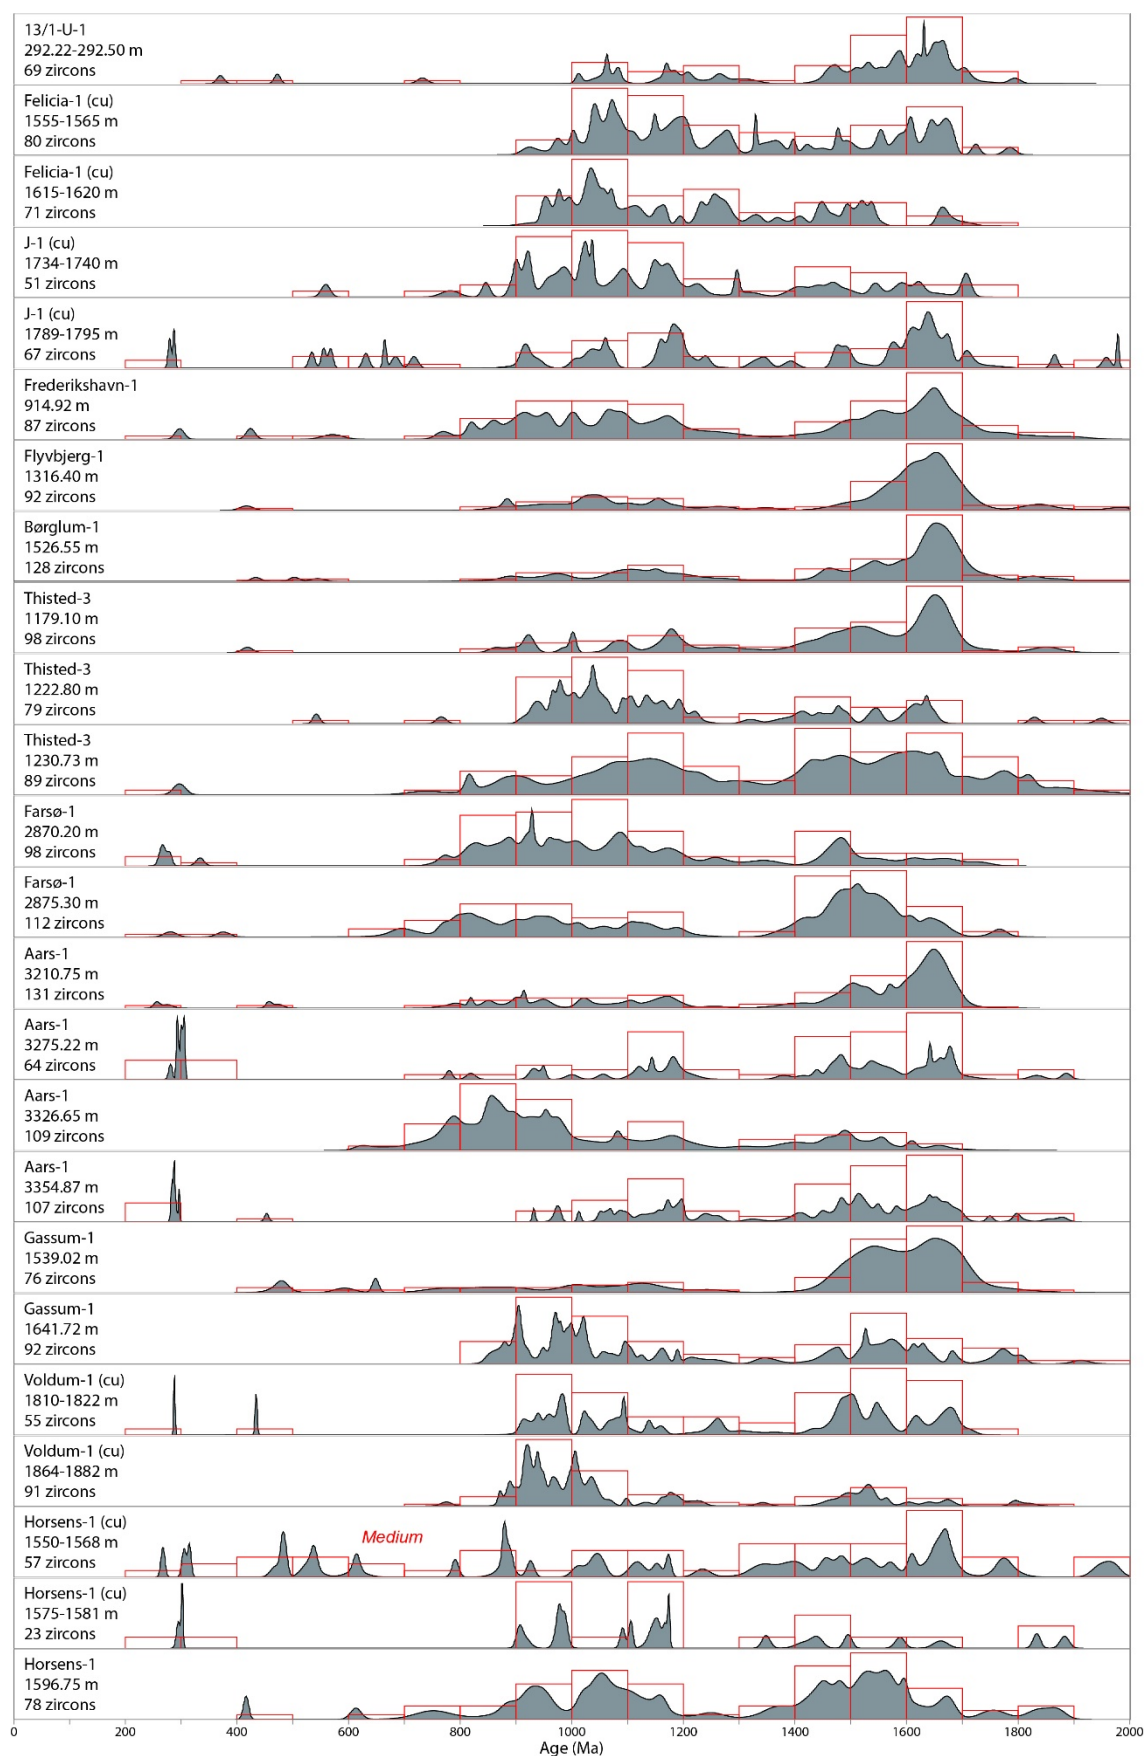 13/1-U-1
292.22-292.50 m
69 zircons
Felicia-1 (cu)
1555-1565 m
80 zircons
Felicia-1 (cu)
1615-1620 m
71 zircons
J-1 (cu)
1734-1740 m
51 zircons
J-1 (cu)
1789-1795 m
67 zircons
Frederikshavn-1
914.92 m
87 zircons
Flyvbjerg-1
1316.40 m
92 zircons
Børglum-1
1526.55 m
128 zircons
Thisted-3
1179.10 m
98 zircons
Thisted-3
1222.80 m
79 zircons
Thisted-3
1230.73 m
89 zircons
Farsø-1
2870.20 m
98 zircons
Farsø-1
2875.30 m
112 zircons
Aars-1
3210.75 m
131 zircons
Aars-1
3275.22 m
64 zircons
Aars-1
3326.65 m
109 zircons
Aars-1
3354.87 m
107 zircons
Gassum-1
1539.02 m
76 zircons
Gassum-1
1641.72 m
92 zircons
Voldum-1 (cu)
1810-1822 m
55 zircons
Voldum-1 (cu)
1864-1882 m
91 zircons
Horsens-1 (cu)
Medium
1550-1568 m
57 zircons
Horsens-1 (cu)
1575-1581 m
23 zircons
Horsens-1
1596.75 m
78 zircons
0 200 400 600 800 1000 1200 1400 1600 1800 2000
Age (Ma)